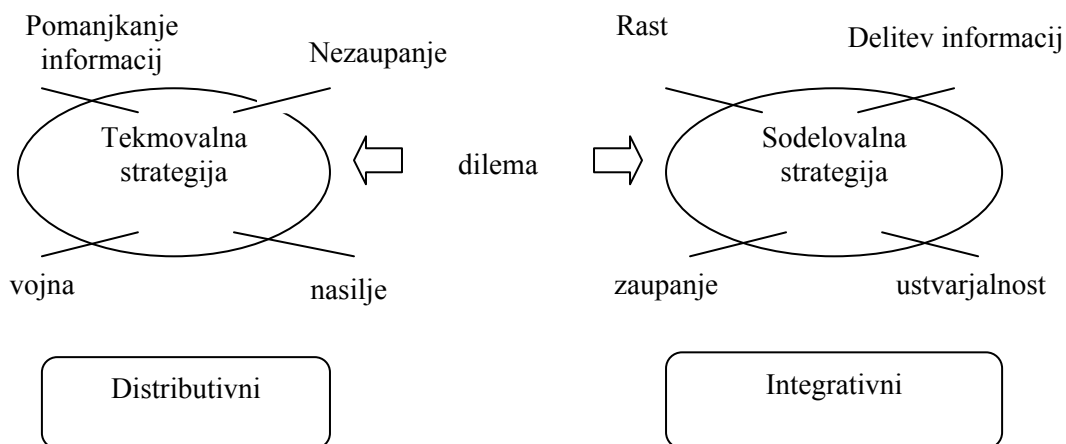 Pomanjkanje
informacij
Nezaupanje
Rast
Delitev informacij
Tekmovalna
strategija
dilema
Sodelovalna
strategija
vojna
nasilje
zaupanje
ustvarjalnost
Distributivni
Integrativni